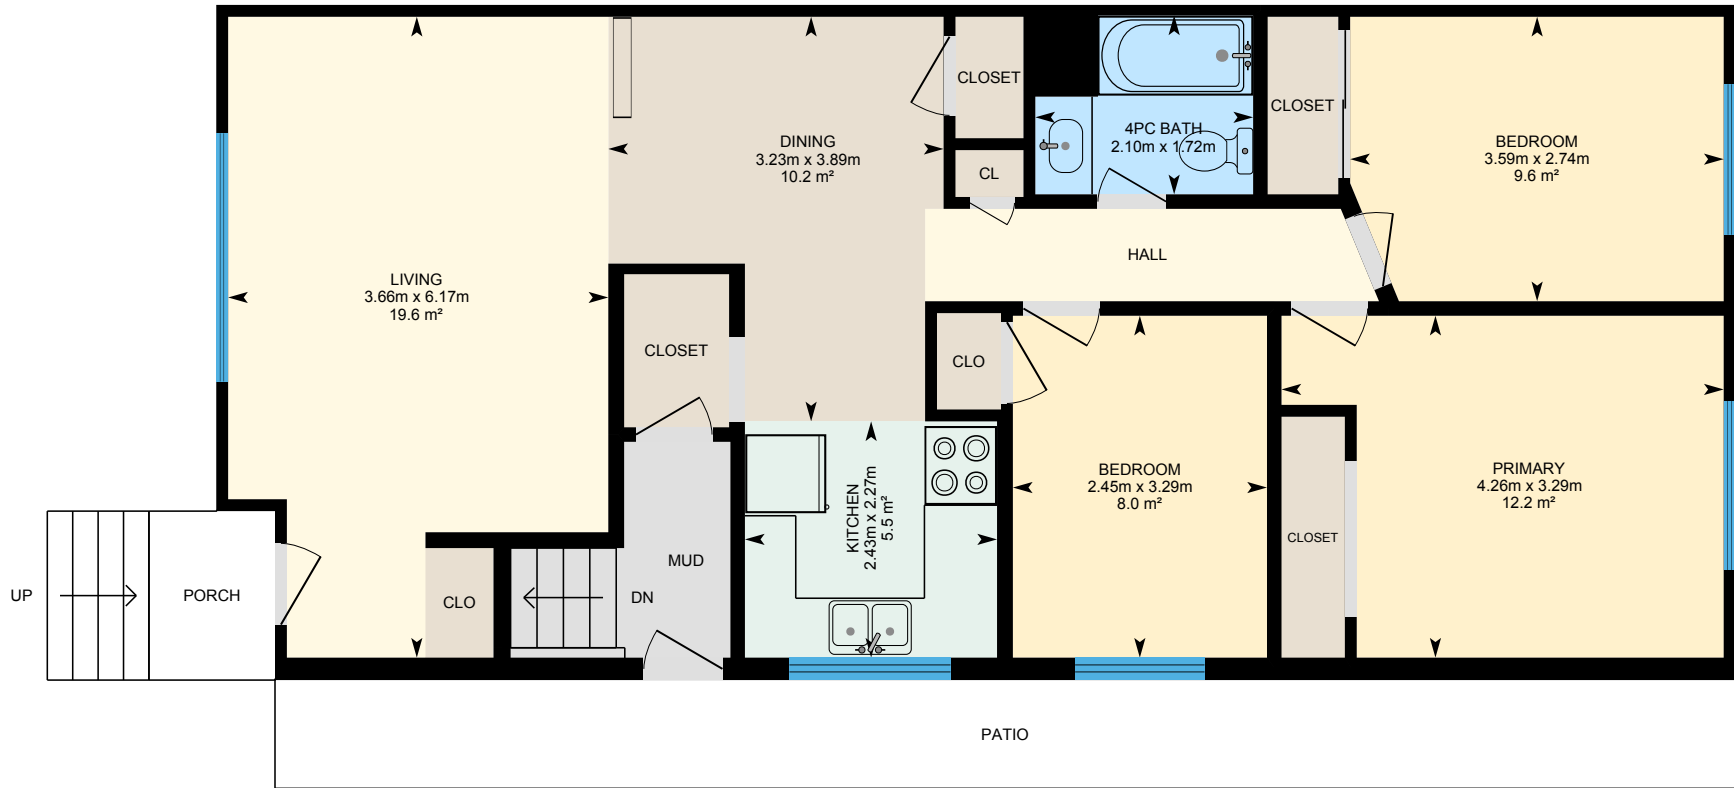 CLOSET
DINING
3.23m x 3.89m
10.2 m²
CL
4PC BATH
2.10m x 1.72m
CLOSET
BEDROOM
3.59m x 2.74m
9.6 m²
LIVING
3.66m x 6.17m
19.6 m²
HALL
CLOSET
CLO
KITCHEN
2.43m x 2.27m
5.5 m²
BEDROOM
2.45m x 3.29m
8.0 m²
PRIMARY
4.26m x 3.29m
12.2 m²
CLOSET
MUD
UP
PORCH
CLO
DN
PATIO